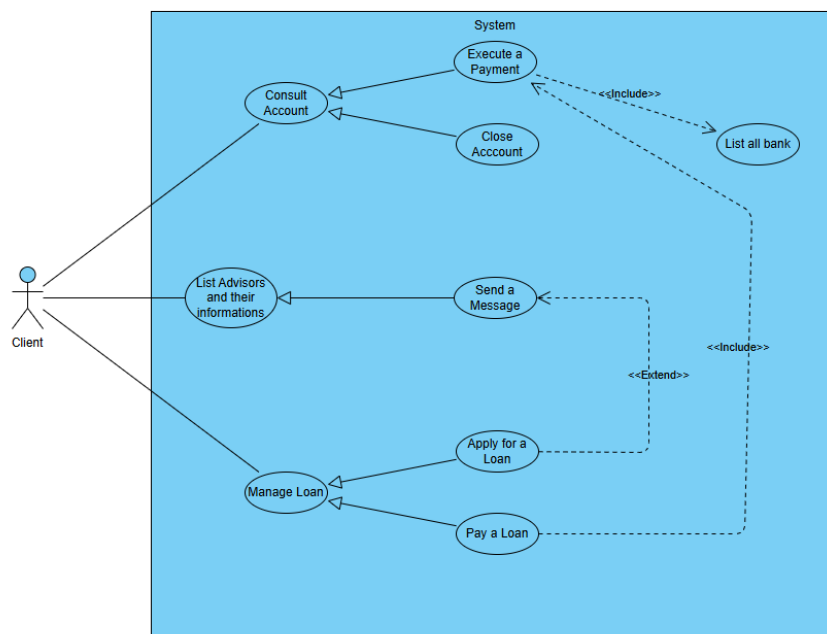 System
Execute a
Payment
Consult
Account
<<Include>>
Close
Acccount
List all bank
List Advisors
and their
informations
Send a
Message
Client
<<Include>>
<<Extend>>
Apply for a
Loan
Manage Loan
Pay a Loan